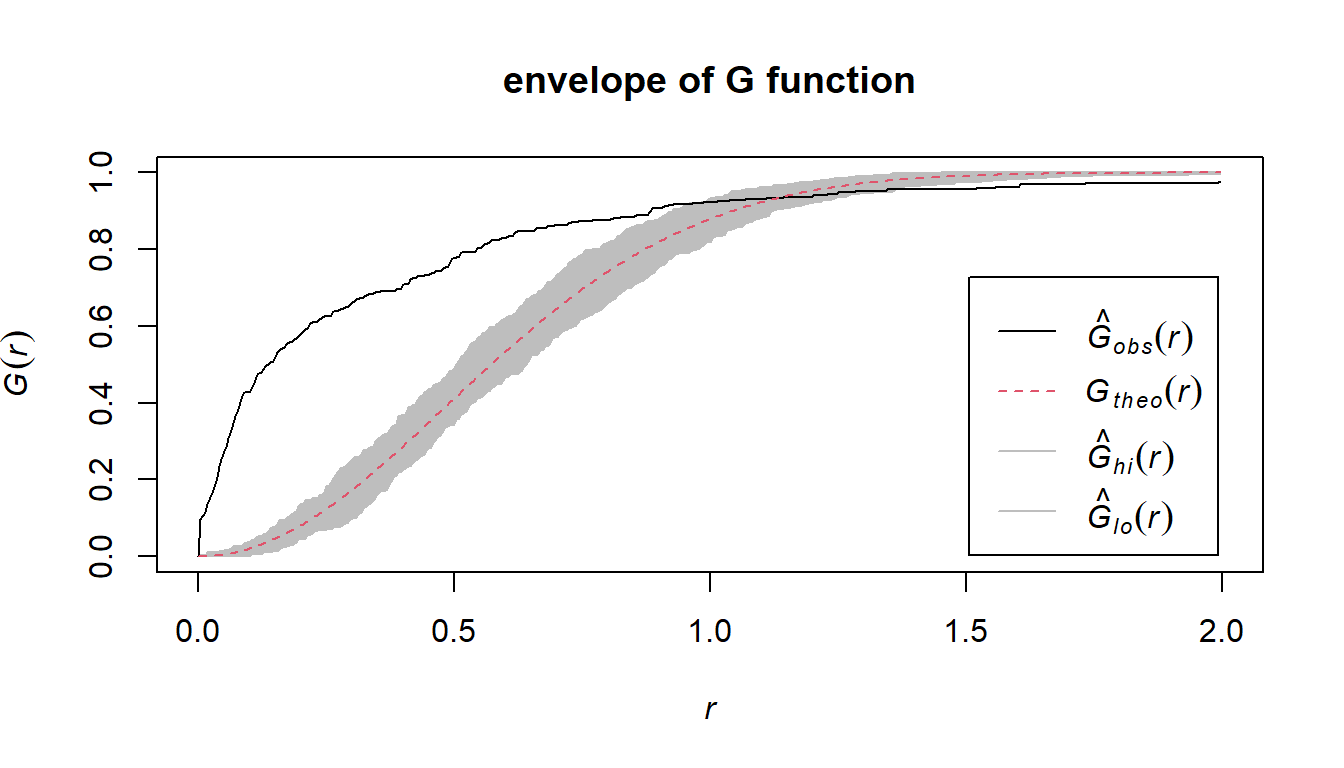 envelope of G function
G(r)
1.0
0.8
0.6
0.4
0.2
0.0
Ĝobs(r)
Gtheo(r)
Ĝhi(r)
Ĝlo(r)
0.0 0.5 1.0 1.5 2.0
r